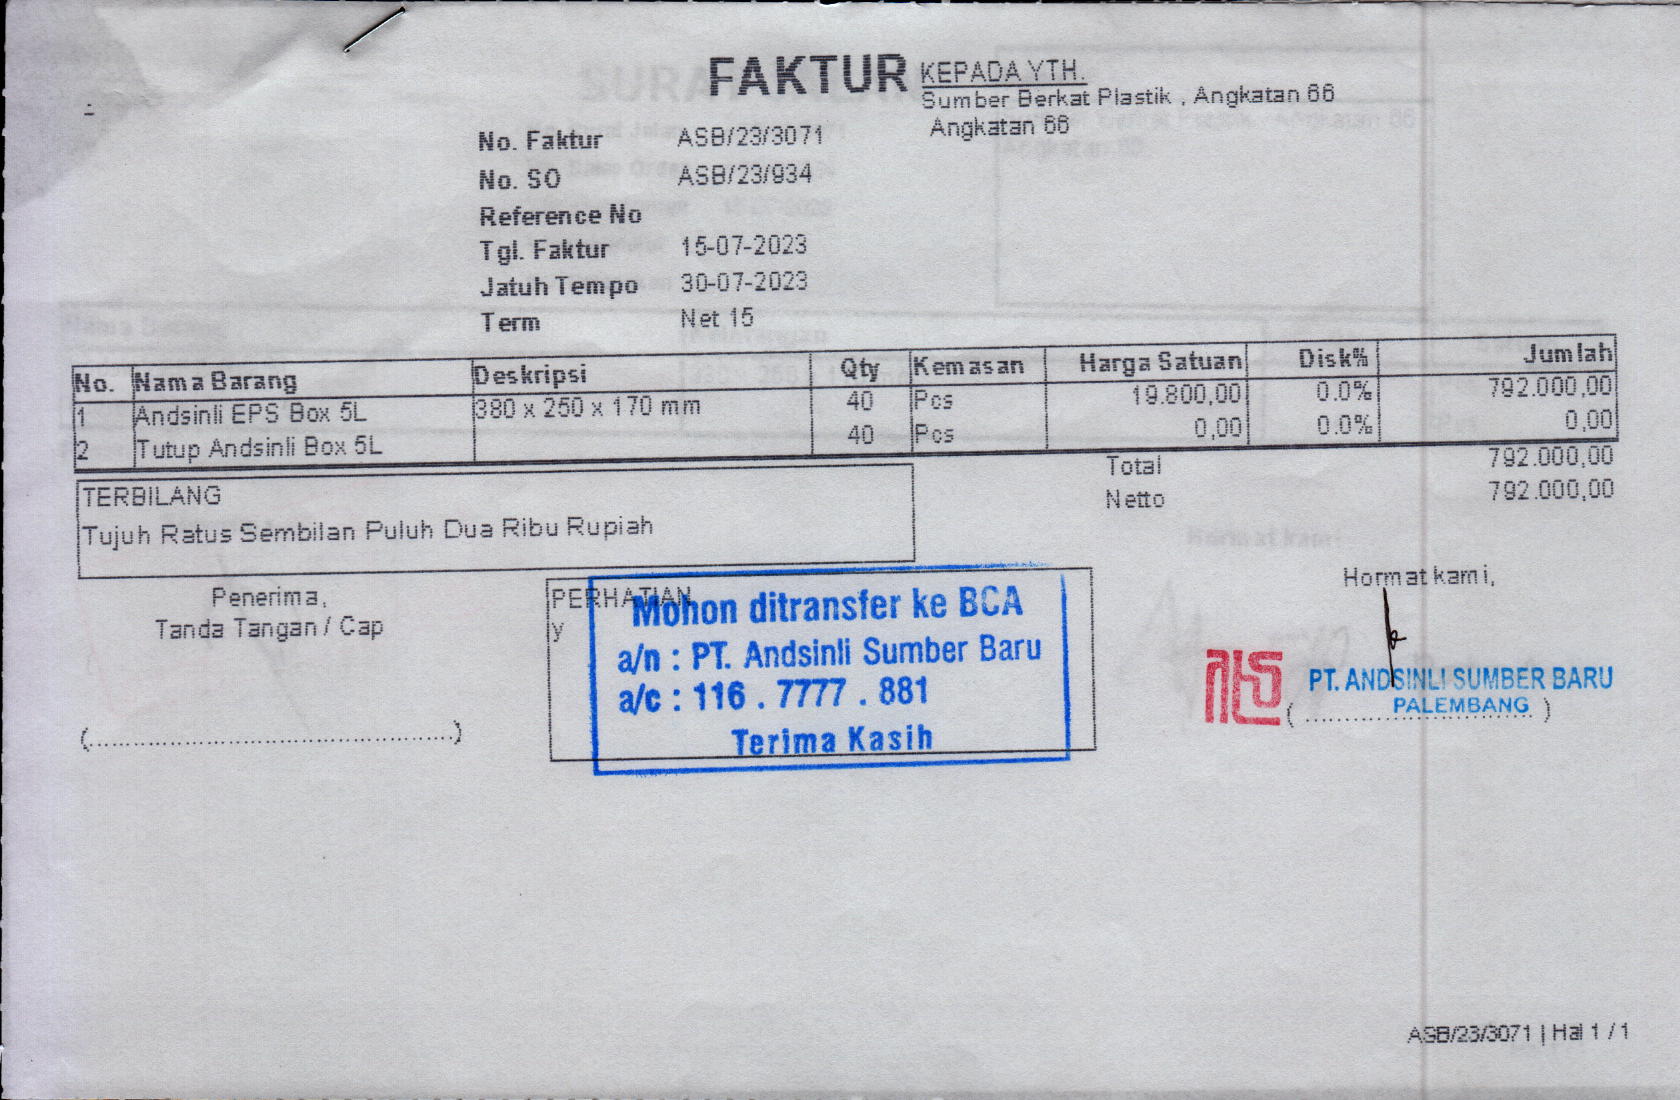 FAKTUR
KEPADA YTH.
Sumber Berkat Plastik , Angkatan 66
Angkatan 66
No. Faktur ASB/23/3071
No. SO ASB/23/934
Reference No
Tgl. Faktur 15-07-2023
Jatuh Tempo 30-07-2023
Term Net 15
No. Nama Barang Deskripsi Qty Kemasan Harga Satuan Disk% Jumlah
1 Andsinli EPS Box 5L 380 x 250 x 170 mm 40 Pcs 19.800,00 0.0% 792.000,00
2 Tutup Andsinli Box 5L 40 Pcs 0,00 0.0% 0,00
Total 792.000,00
Netto 792.000,00
TERBILANG
Tujuh Ratus Sembilan Puluh Dua Ribu Rupiah
Penerima,
Tanda Tangan / Cap
(..............................................)
PERHATIAN
y
Mohon ditransfer ke BCA
a/n : PT. Andsinli Sumber Baru
a/c : 116 . 7777 . 881
Terima Kasih
Hormat kami,
PT. ANDSINLI SUMBER BARU
PALEMBANG
(..............................)
ASB/23/3071 | Hal 1 / 1